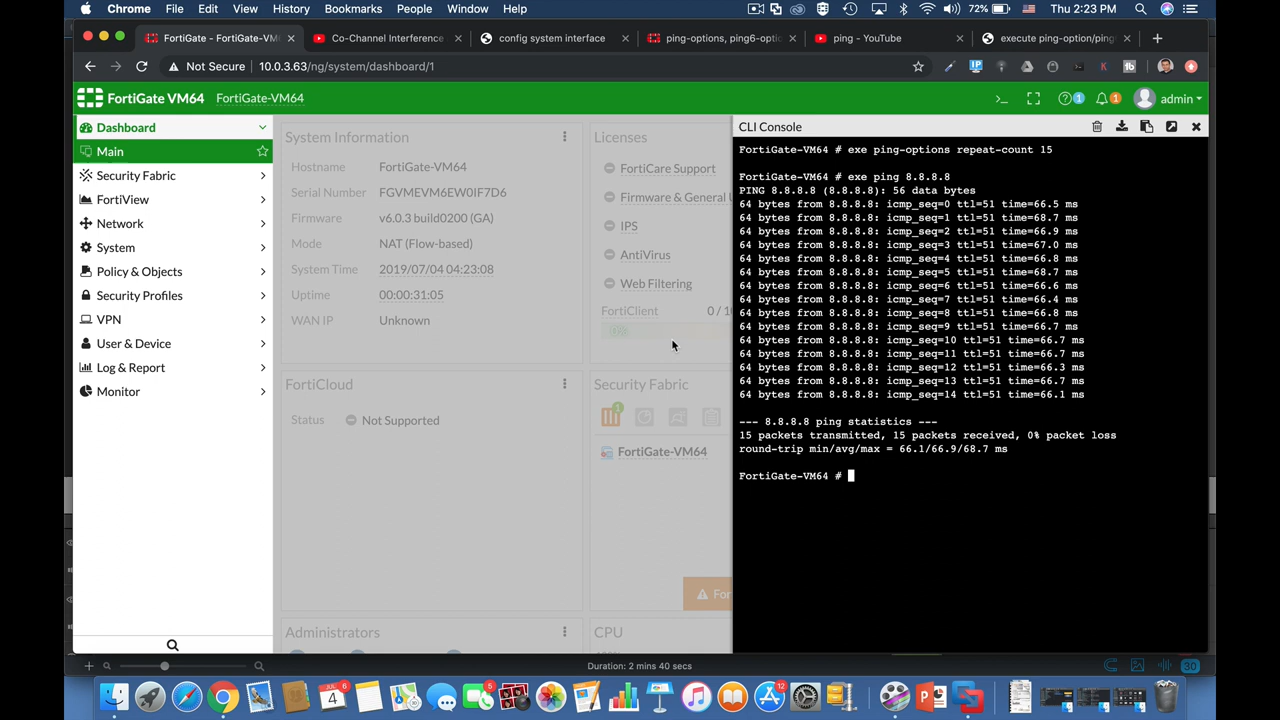 Chrome File Edit View History Bookmarks People Window Help 72% Thu 2:23 PM
FortiGate - FortiGate-VM
Co-Channel Interference
config system interface
ping-options, ping6-opti
ping - YouTube
execute ping-option/ping
Not Secure 10.0.3.63/ng/system/dashboard/1
FortiGate VM64 FortiGate-VM64 >_ 1 1 admin
Dashboard
Main
Security Fabric
FortiView
Network
System
Policy & Objects
Security Profiles
VPN
User & Device
Log & Report
Monitor
System Information
Hostname FortiGate-VM64
Serial Number FGVMEVM6EW0IF7D6
Firmware v6.0.3 build0200 (GA)
Mode NAT (Flow-based)
System Time 2019/07/04 04:23:08
Uptime 00:00:31:05
WAN IP Unknown
Licenses
FortiCare Support
Firmware & General U
IPS
AntiVirus
Web Filtering
FortiClient 0 / 10
0%
FortiCloud
Status Not Supported
Security Fabric
1
FortiGate-VM64
For
Administrators
CPU
CLI Console
FortiGate-VM64 # exe ping-options repeat-count 15
FortiGate-VM64 # exe ping 8.8.8.8
PING 8.8.8.8 (8.8.8.8): 56 data bytes
64 bytes from 8.8.8.8: icmp_seq=0 ttl=51 time=66.5 ms
64 bytes from 8.8.8.8: icmp_seq=1 ttl=51 time=68.7 ms
64 bytes from 8.8.8.8: icmp_seq=2 ttl=51 time=66.9 ms
64 bytes from 8.8.8.8: icmp_seq=3 ttl=51 time=67.0 ms
64 bytes from 8.8.8.8: icmp_seq=4 ttl=51 time=66.8 ms
64 bytes from 8.8.8.8: icmp_seq=5 ttl=51 time=68.7 ms
64 bytes from 8.8.8.8: icmp_seq=6 ttl=51 time=66.6 ms
64 bytes from 8.8.8.8: icmp_seq=7 ttl=51 time=66.4 ms
64 bytes from 8.8.8.8: icmp_seq=8 ttl=51 time=66.8 ms
64 bytes from 8.8.8.8: icmp_seq=9 ttl=51 time=66.7 ms
64 bytes from 8.8.8.8: icmp_seq=10 ttl=51 time=66.7 ms
64 bytes from 8.8.8.8: icmp_seq=11 ttl=51 time=66.7 ms
64 bytes from 8.8.8.8: icmp_seq=12 ttl=51 time=66.3 ms
64 bytes from 8.8.8.8: icmp_seq=13 ttl=51 time=66.7 ms
64 bytes from 8.8.8.8: icmp_seq=14 ttl=51 time=66.1 ms
--- 8.8.8.8 ping statistics ---
15 packets transmitted, 15 packets received, 0% packet loss
round-trip min/avg/max = 66.1/66.9/68.7 ms
FortiGate-VM64 #
Duration: 2 mins 40 secs
30